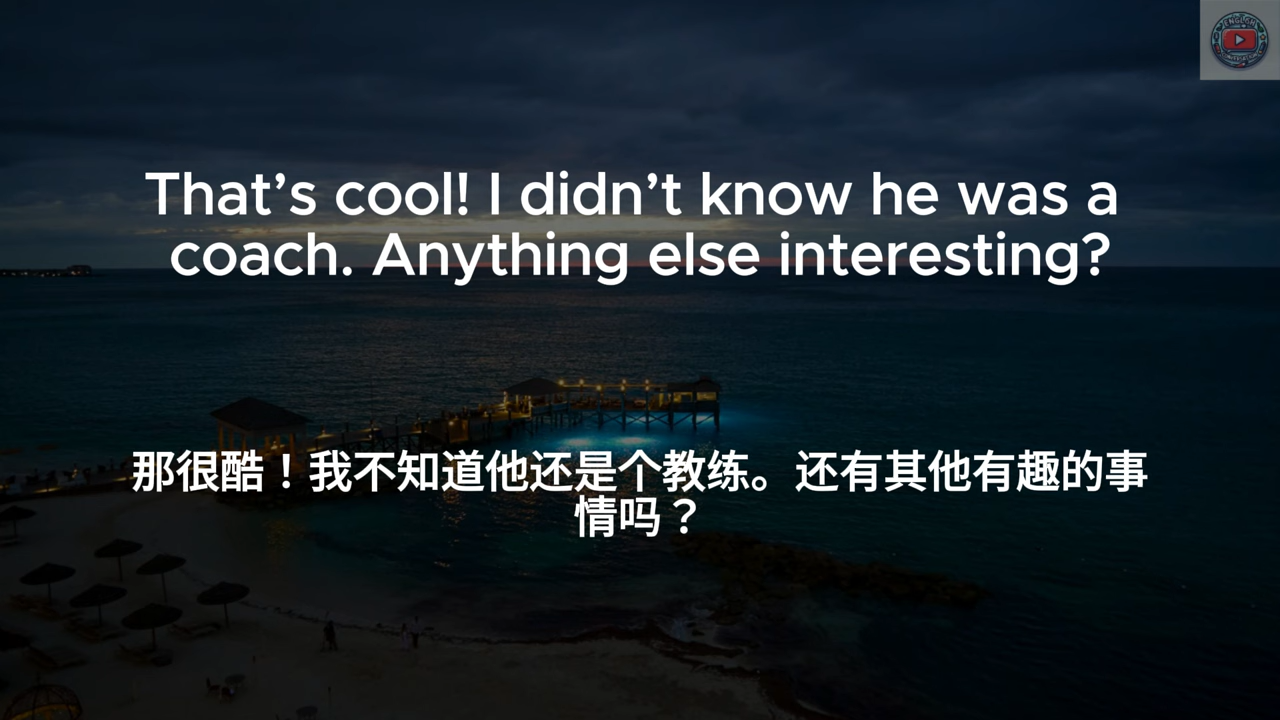 That’s cool! I didn’t know he was a
coach. Anything else interesting?
那很酷！我不知道他还是个教练。还有其他有趣的事
情吗？